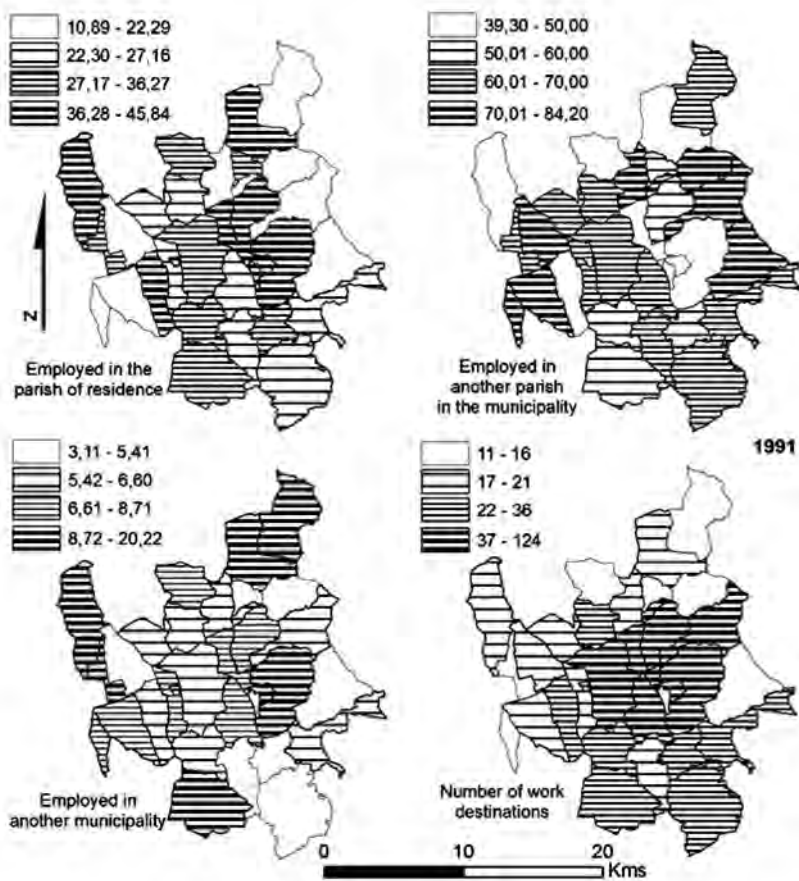 10,89 - 22,29
22,30 - 27,16
27,17 - 36,27
36,28 - 45,84
N
Employed in the
parish of residence
39,30 - 50,00
50,01 - 60,00
60,01 - 70,00
70,01 - 84,20
Employed in
another parish
in the municipality
1991
3,11 - 5,41
5,42 - 6,60
6,61 - 8,71
8,72 - 20,22
Employed in
another municipality
11 - 16
17 - 21
22 - 36
37 - 124
Number of work
destinations
0 10 20
Kms